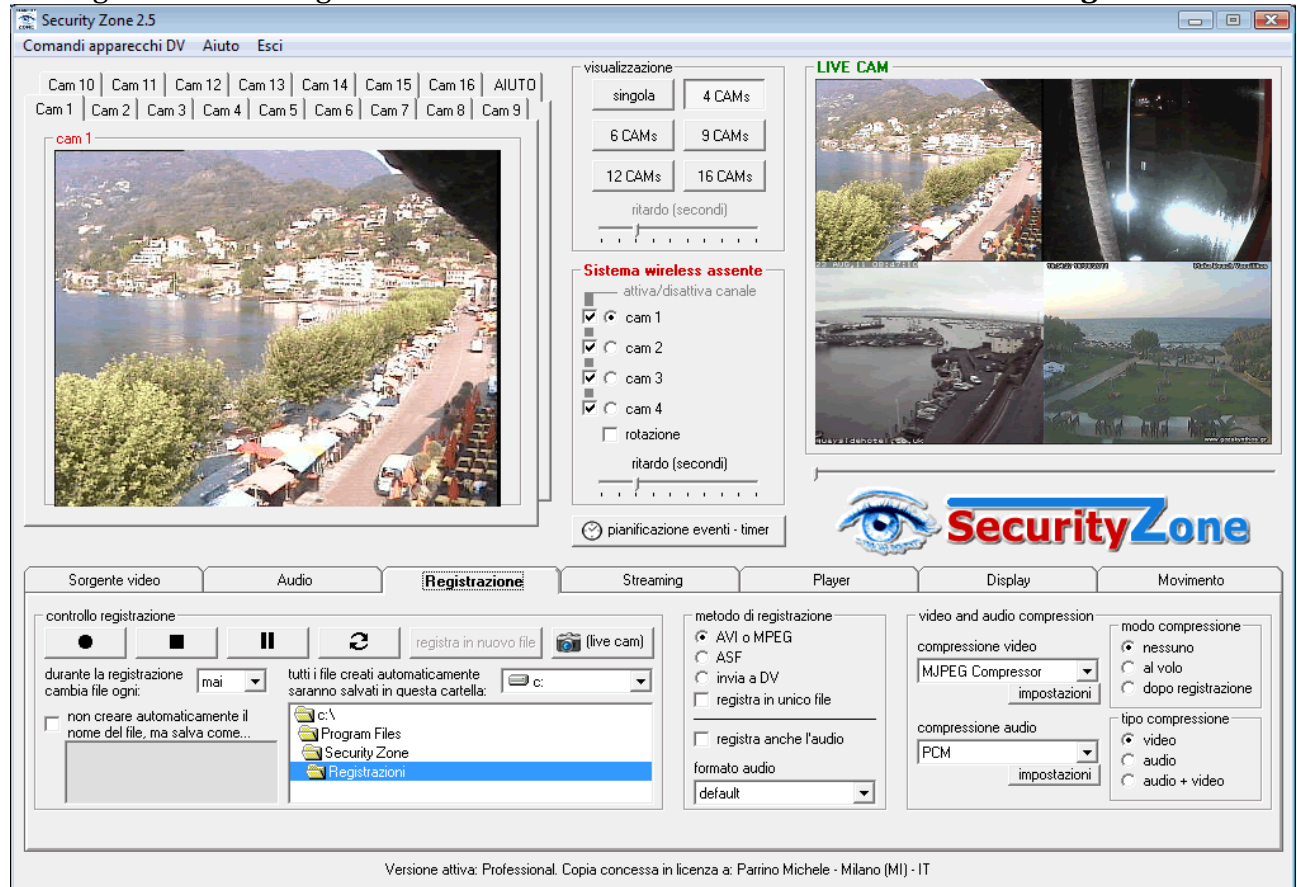 Security Zone 2.5
Comandi apparecchi DV Aiuto Esci
Cam 10 Cam 11 Cam 12 Cam 13 Cam 14 Cam 15 Cam 16 AIUTO
Cam 1 Cam 2 Cam 3 Cam 4 Cam 5 Cam 6 Cam 7 Cam 8 Cam 9
cam 1
visualizzazione
singola 4 CAMs
6 CAMs 9 CAMs
12 CAMs 16 CAMs
ritardo (secondi)
Sistema wireless assente
attiva/disattiva canale
cam 1
cam 2
cam 3
cam 4
rotazione
ritardo (secondi)
pianificazione eventi - timer
LIVE CAM
SecurityZone
Sorgente video Audio Registrazione Streaming Player Display Movimento
controllo registrazione
registra in nuovo file (live cam)
durante la registrazione
cambia file ogni:
mai
tutti i file creati automaticamente
saranno salvati in questa cartella:
c:
non creare automaticamente il
nome del file, ma salva come...
c:\
Program Files
Security Zone
Registrazioni
metodo di registrazione
AVI o MPEG
ASF
invia a DV
registra in unico file
registra anche l'audio
formato audio
default
video and audio compression
compressione video
MJPEG Compressor
impostazioni
compressione audio
PCM
impostazioni
modo compressione
nessuno
al volo
dopo registrazione
tipo compressione
video
audio
audio + video
Versione attiva: Professional. Copia concessa in licenza a: Parrino Michele - Milano (MI) - IT